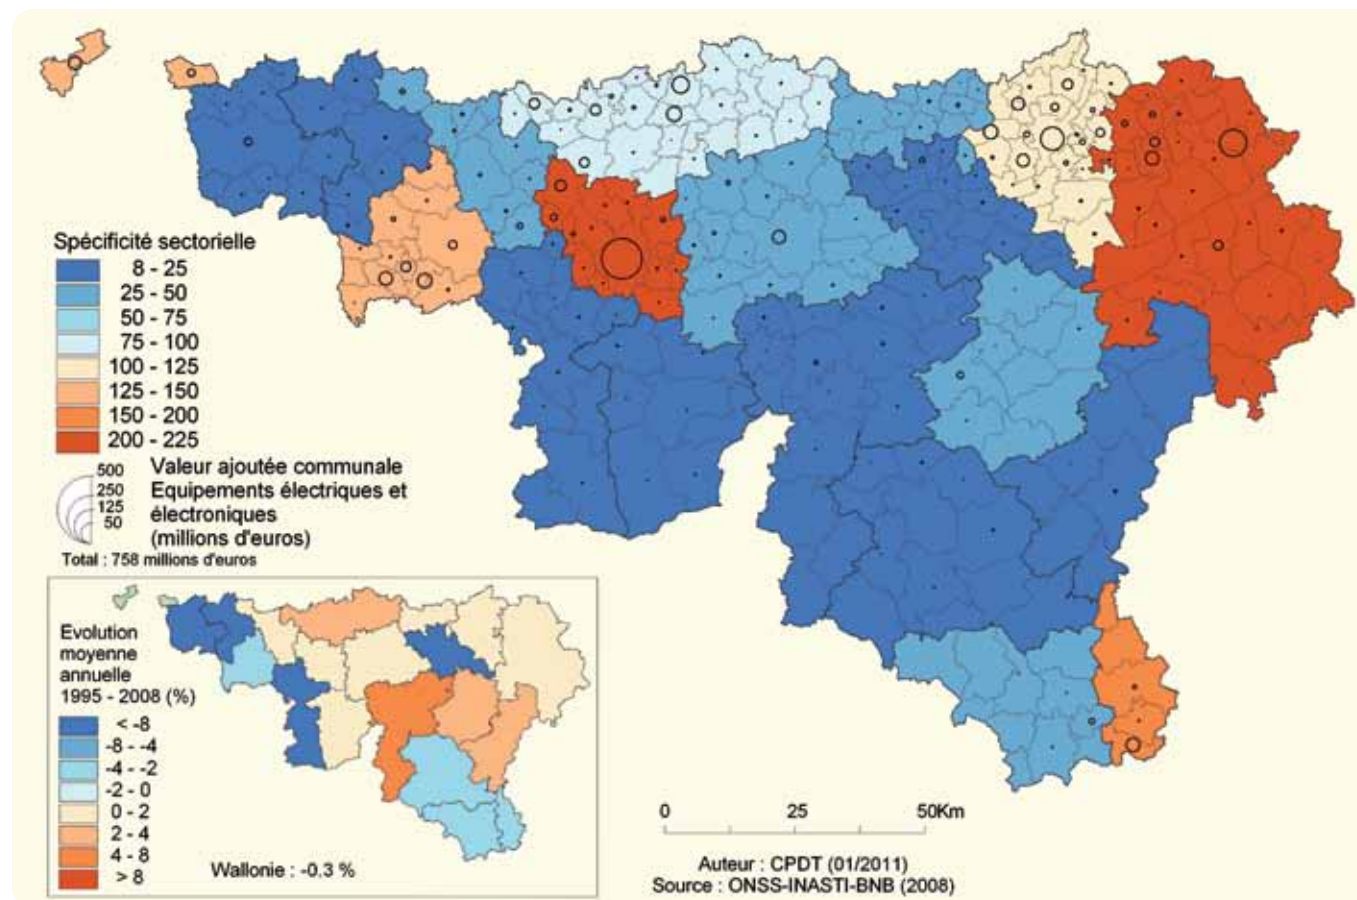 Spécificité sectorielle
8 - 25
25 - 50
50 - 75
75 - 100
100 - 125
125 - 150
150 - 200
200 - 225
500
250
125
50
Valeur ajoutée communale
Equipements électriques et
électroniques
(millions d'euros)
Total : 758 millions d'euros
Evolution
moyenne
annuelle
1995 - 2008 (%)
< -8
-8 - -4
-4 - -2
-2 - 0
0 - 2
2 - 4
4 - 8
> 8
Wallonie : -0.3 %
0 25 50Km
Auteur : CPDT (01/2011)
Source : ONSS-INASTI-BNB (2008)